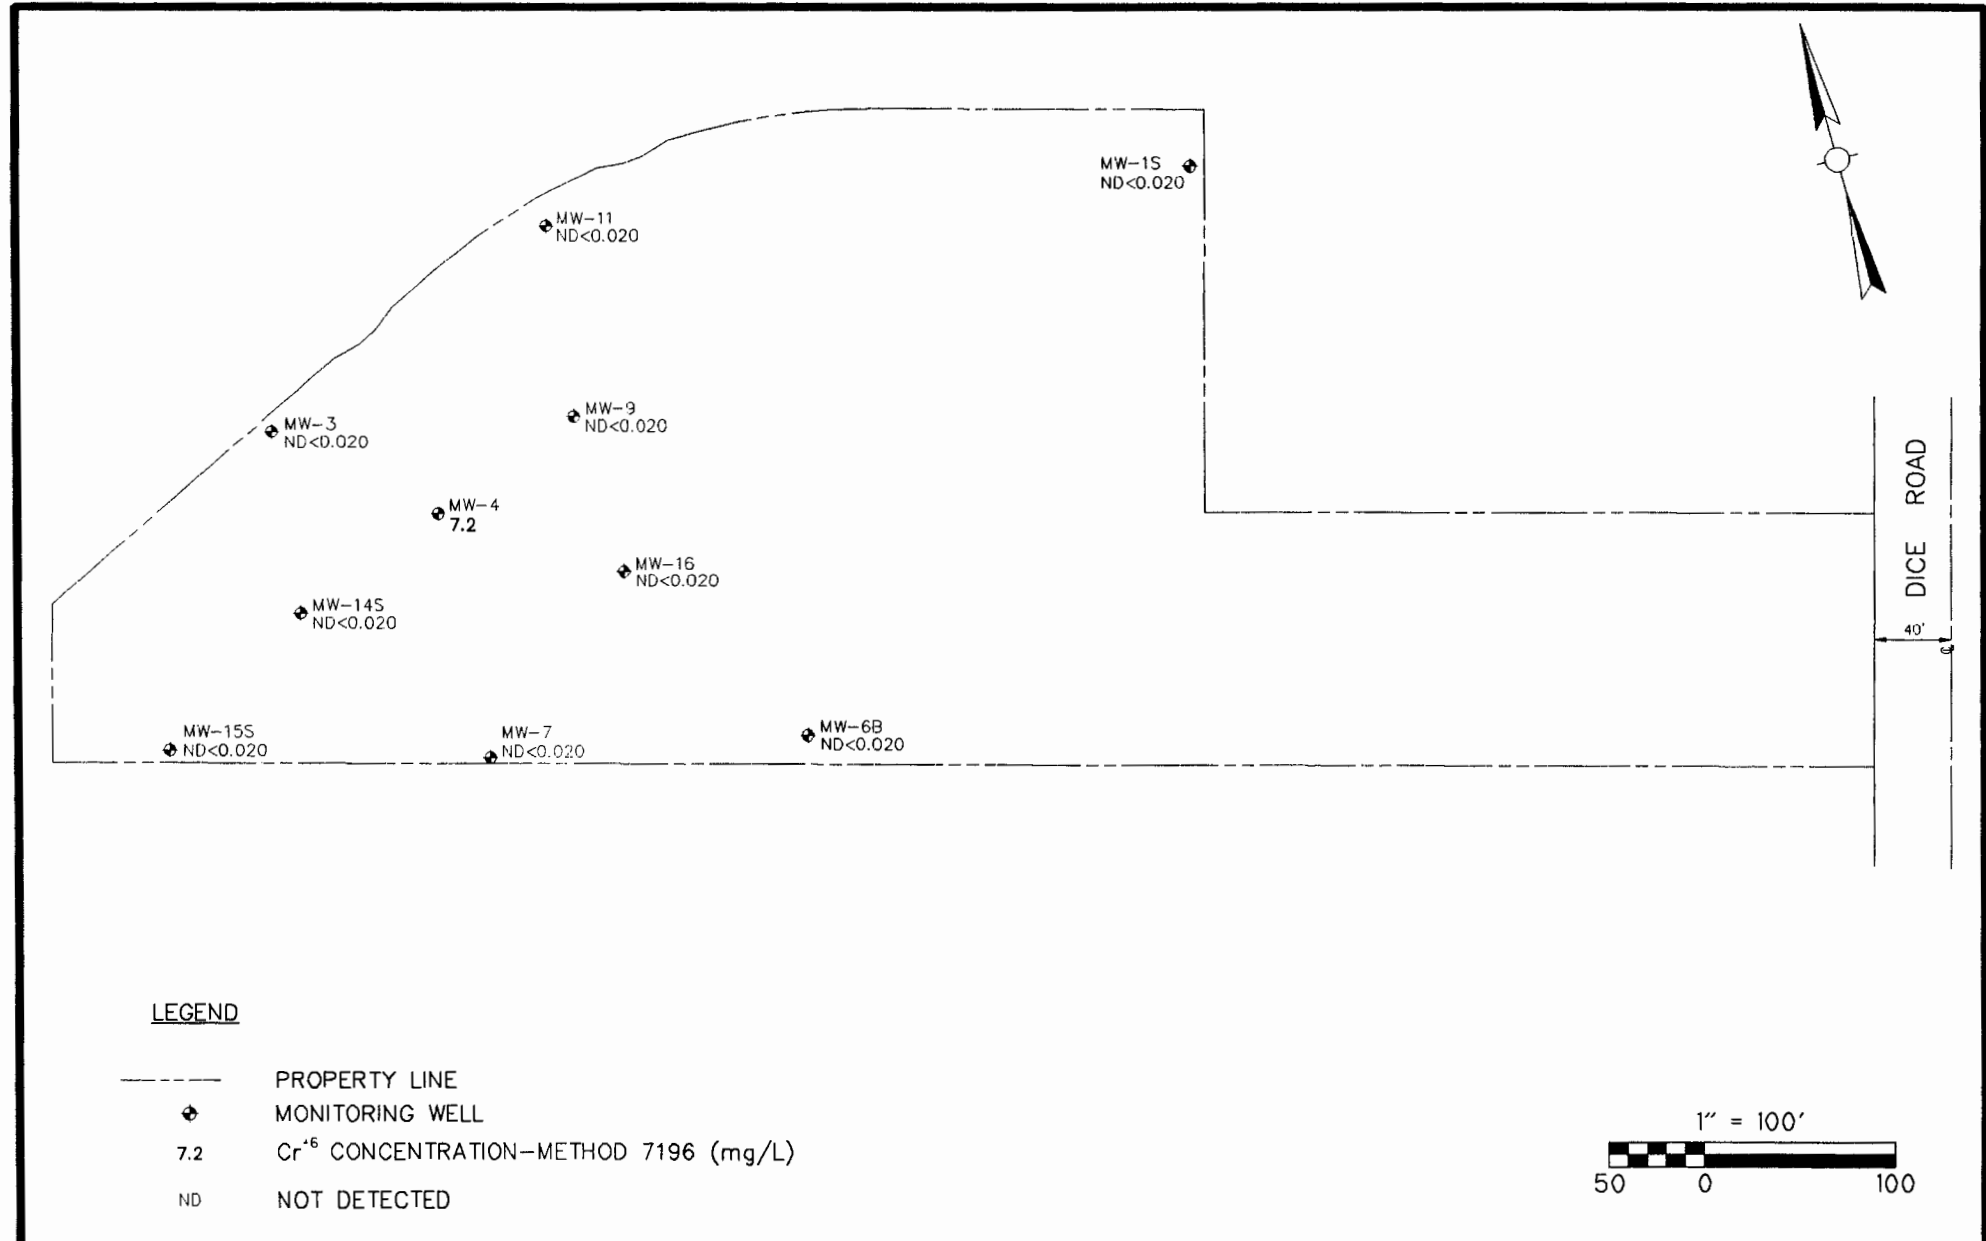 MW-1S
ND<0.020
MW-11
ND<0.020
MW-9
ND<0.020
MW-3
ND<0.020
MW-4
7.2
MW-16
ND<0.020
MW-14S
ND<0.020
MW-15S
ND<0.020
MW-7
ND<0.020
MW-6B
ND<0.020
DICE ROAD
40'
LEGEND
PROPERTY LINE
MONITORING WELL
7.2 Cr+6 CONCENTRATION-METHOD 7196 (mg/L)
ND NOT DETECTED
1" = 100'
50 0 100